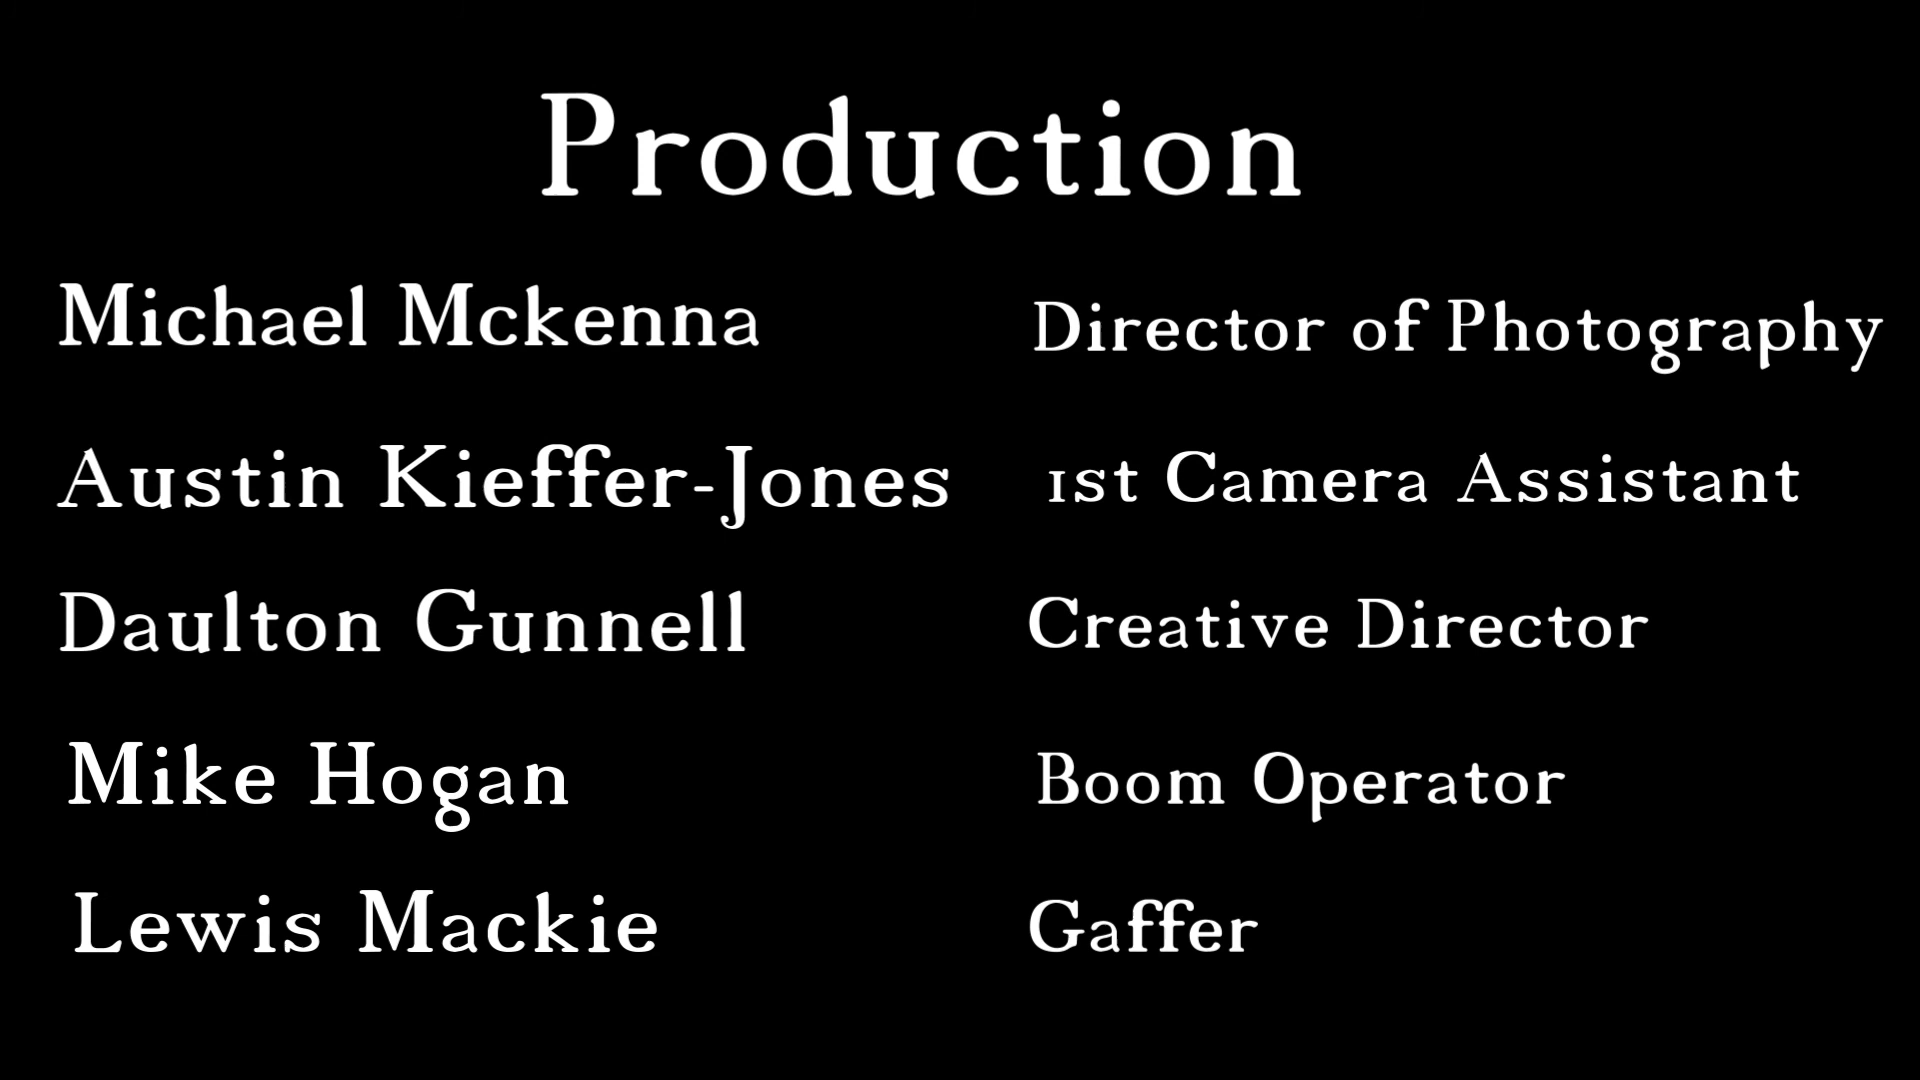 Production
Michael Mckenna Director of Photography
Austin Kieffer-Jones 1st Camera Assistant
Daulton Gunnell Creative Director
Mike Hogan Boom Operator
Lewis Mackie Gaffer